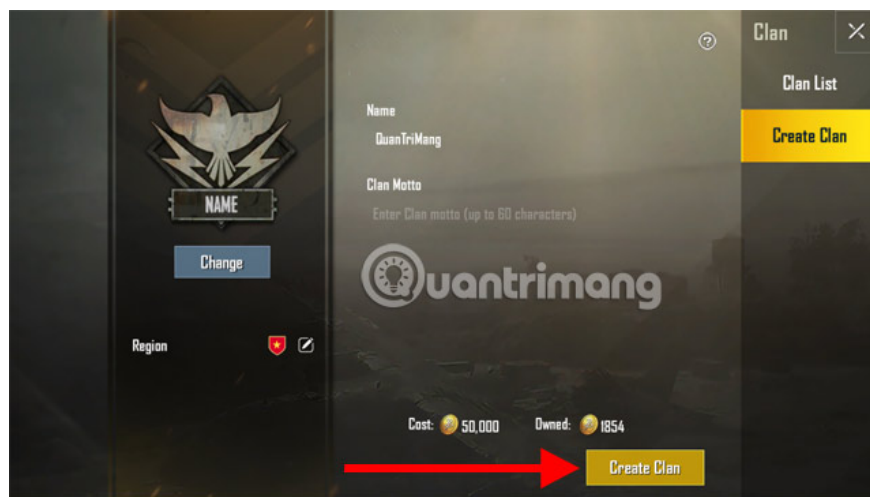 Clan
Clan List
Create Clan
Name
QuanTriMang
Clan Motto
Enter Clan motto (up to 60 characters)
NAME
Change
Quantrimang
Region
Cost: 50,000 Owned: 1854
Create Clan